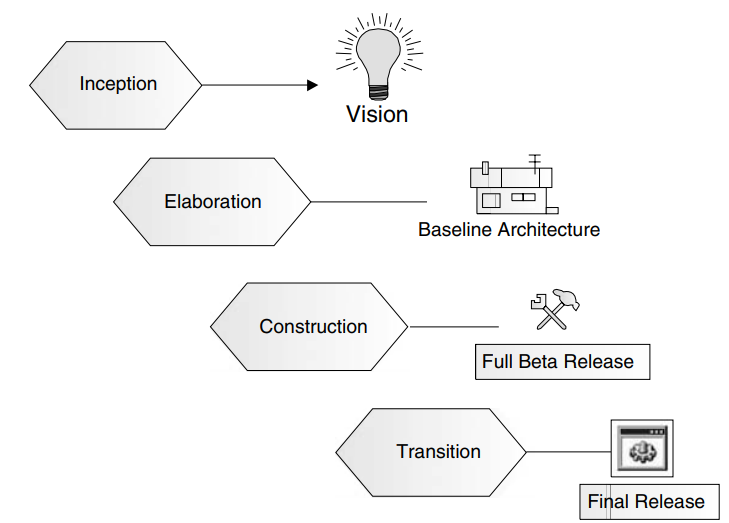 Inception
Vision
Elaboration
Baseline Architecture
Construction
Full Beta Release
Transition
Final Release